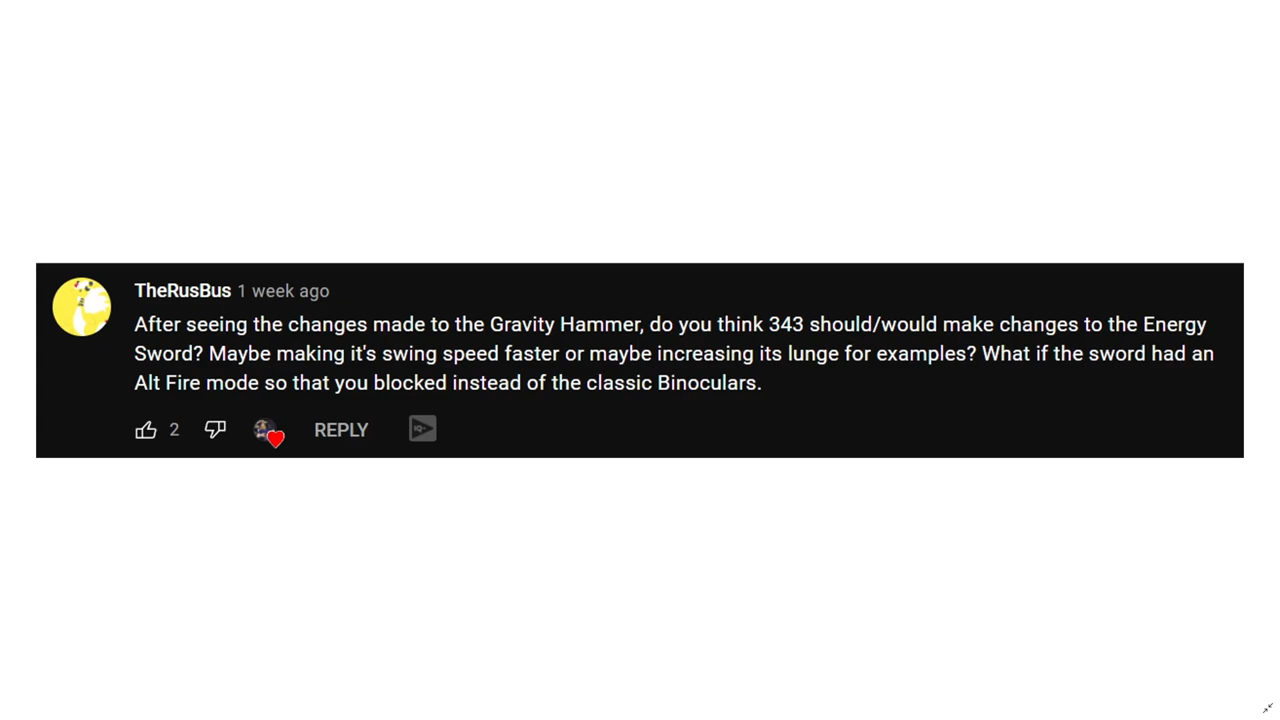 TheRusBus 1 week ago
After seeing the changes made to the Gravity Hammer, do you think 343 should/would make changes to the Energy
Sword? Maybe making it's swing speed faster or maybe increasing its lunge for examples? What if the sword had an
Alt Fire mode so that you blocked instead of the classic Binoculars.
2 REPLY